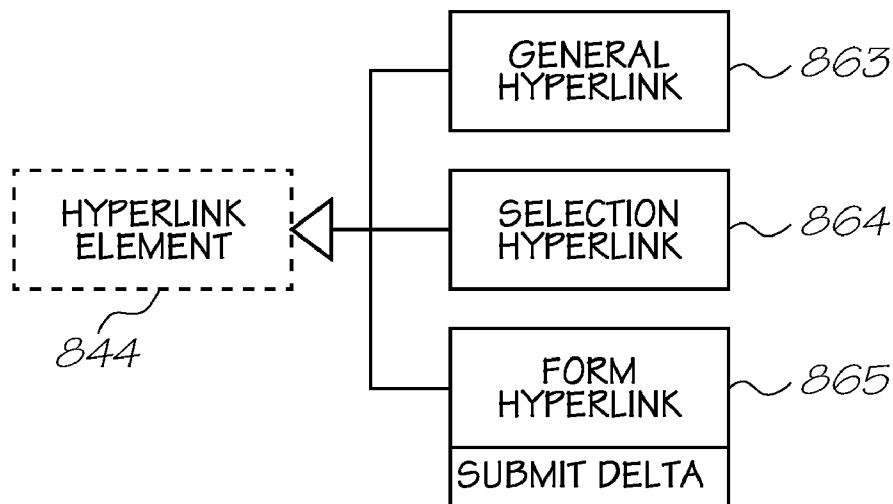 GENERAL
HYPERLINK
863
HYPERLINK
ELEMENT
844
SELECTION
HYPERLINK
864
FORM
HYPERLINK
865
SUBMIT DELTA